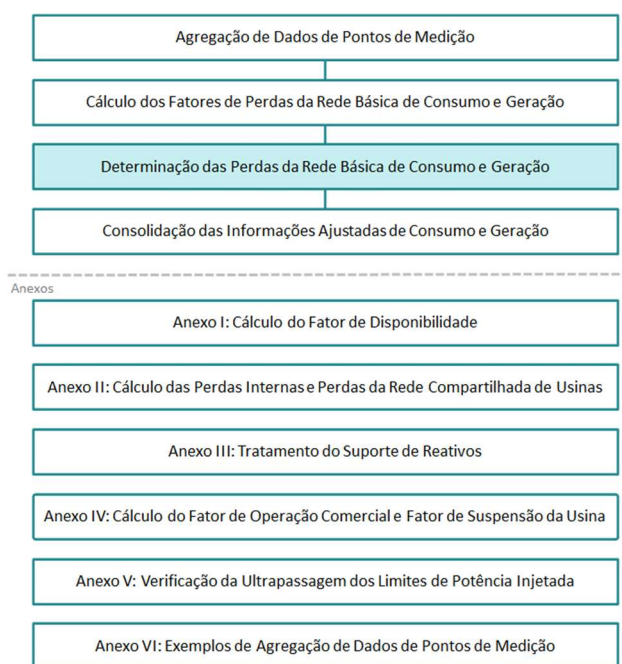 Agregação de Dados de Pontos de Medição
Cálculo dos Fatores de Perdas da Rede Básica de Consumo e Geração
Determinação das Perdas da Rede Básica de Consumo e Geração
Consolidação das Informações Ajustadas de Consumo e Geração
Anexos
Anexo I: Cálculo do Fator de Disponibilidade
Anexo II: Cálculo das Perdas Internas e Perdas da Rede Compartilhada de Usinas
Anexo III: Tratamento do Suporte de Reativos
Anexo IV: Cálculo do Fator de Operação Comercial e Fator de Suspensão da Usina
Anexo V: Verificação da Ultrapassagem dos Limites de Potência Injetada
Anexo VI: Exemplos de Agregação de Dados de Pontos de Medição